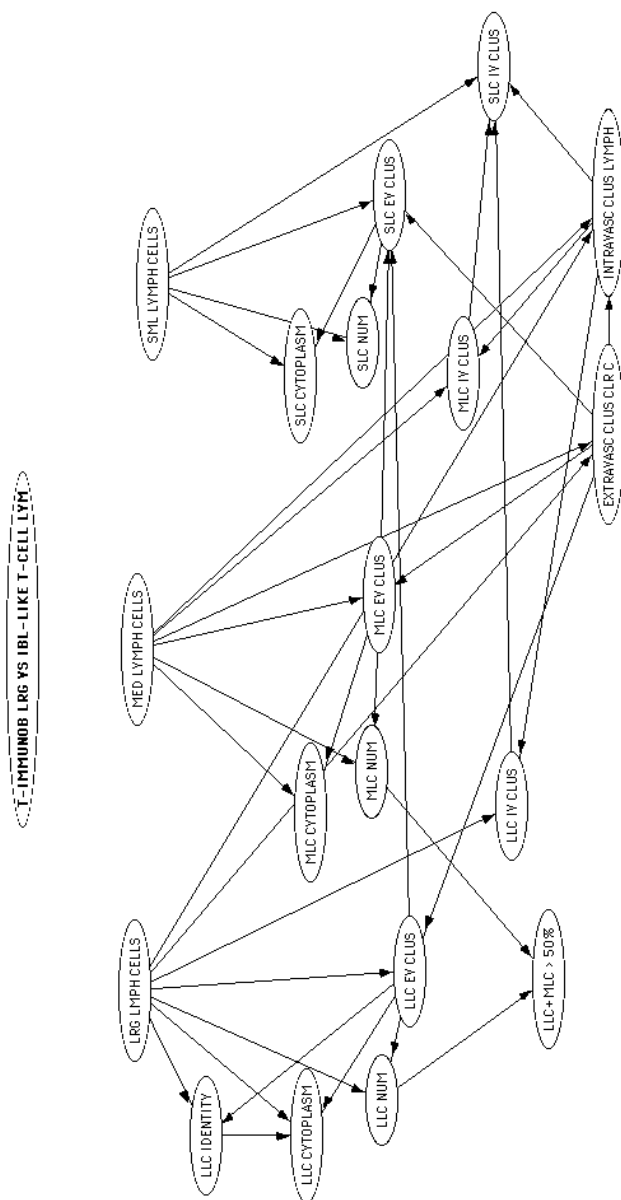 T-IMMUNOB LRG VS IBL-LIKE T-CELL LYM
LRG LMPH CELLS
MED LYMPH CELLS
SML LYMPH CELLS
LLC IDENTITY
LLC CYTOPLASM
MLC CYTOPLASM
SLC CYTOPLASM
LLC NUM
MLC NUM
SLC NUM
LLC EV CLUS
MLC EV CLUS
SLC EV CLUS
LLC IV CLUS
MLC IV CLUS
SLC IV CLUS
LLC+MLC > 50%
EXTRAVASC CLUS CLR C
INTRAVASC CLUS LYMPH